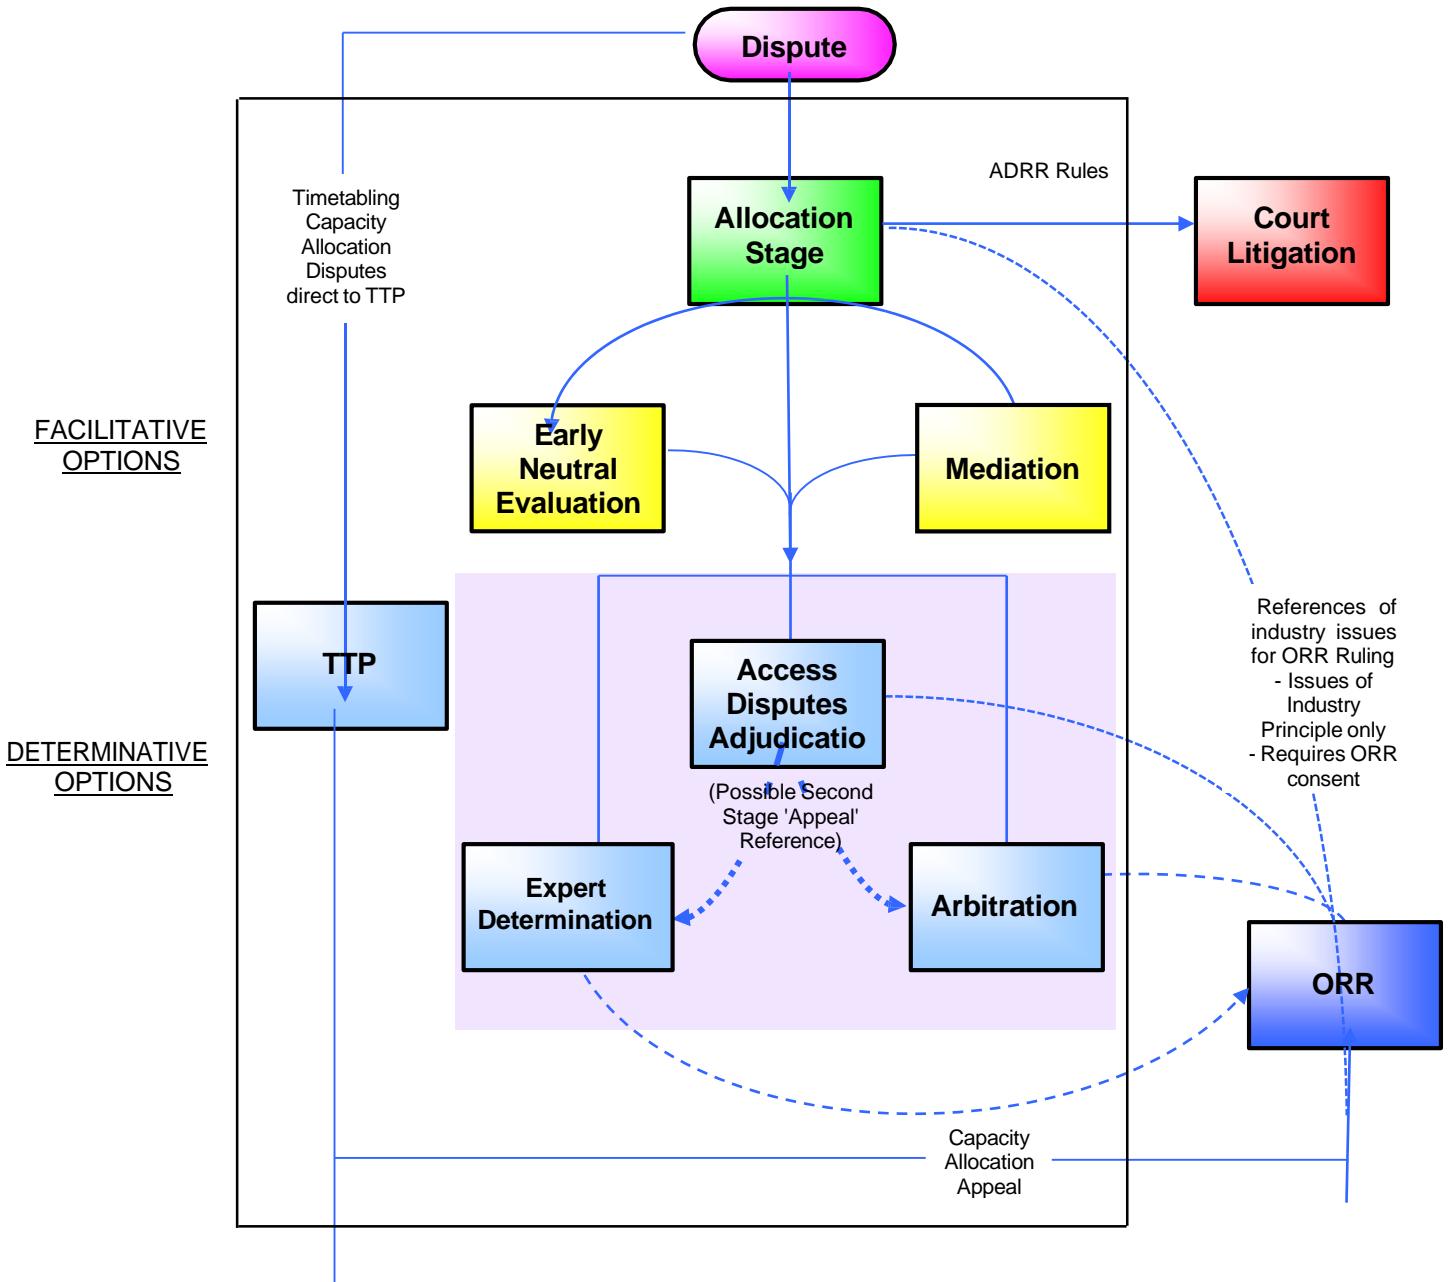 Dispute
ADRR Rules
Timetabling
Capacity
Allocation
Disputes
direct to TTP
Allocation
Stage
Court
Litigation
FACILITATIVE
OPTIONS
Early
Neutral
Evaluation
Mediation
References of
industry issues
for ORR Ruling
- Issues of
Industry
Principle only
- Requires ORR
consent
TTP
Access
Disputes
Adjudicatio
DETERMINATIVE
OPTIONS
(Possible Second
Stage 'Appeal'
Reference)
Expert
Determination
Arbitration
ORR
Capacity
Allocation
Appeal